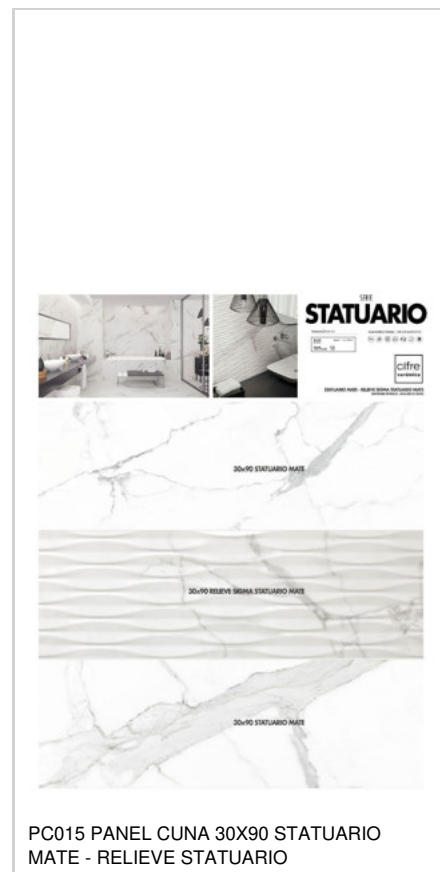 SERIE
STATUARIO
cifre
cerámica
STATUARIO MATE - RELIEVE SIGMA STATUARIO MATE
30x90 STATUARIO MATE
30x90 RELIEVE SIGMA STATUARIO MATE
30x90 STATUARIO MATE
PC015 PANEL CUNA 30X90 STATUARIO
MATE - RELIEVE STATUARIO